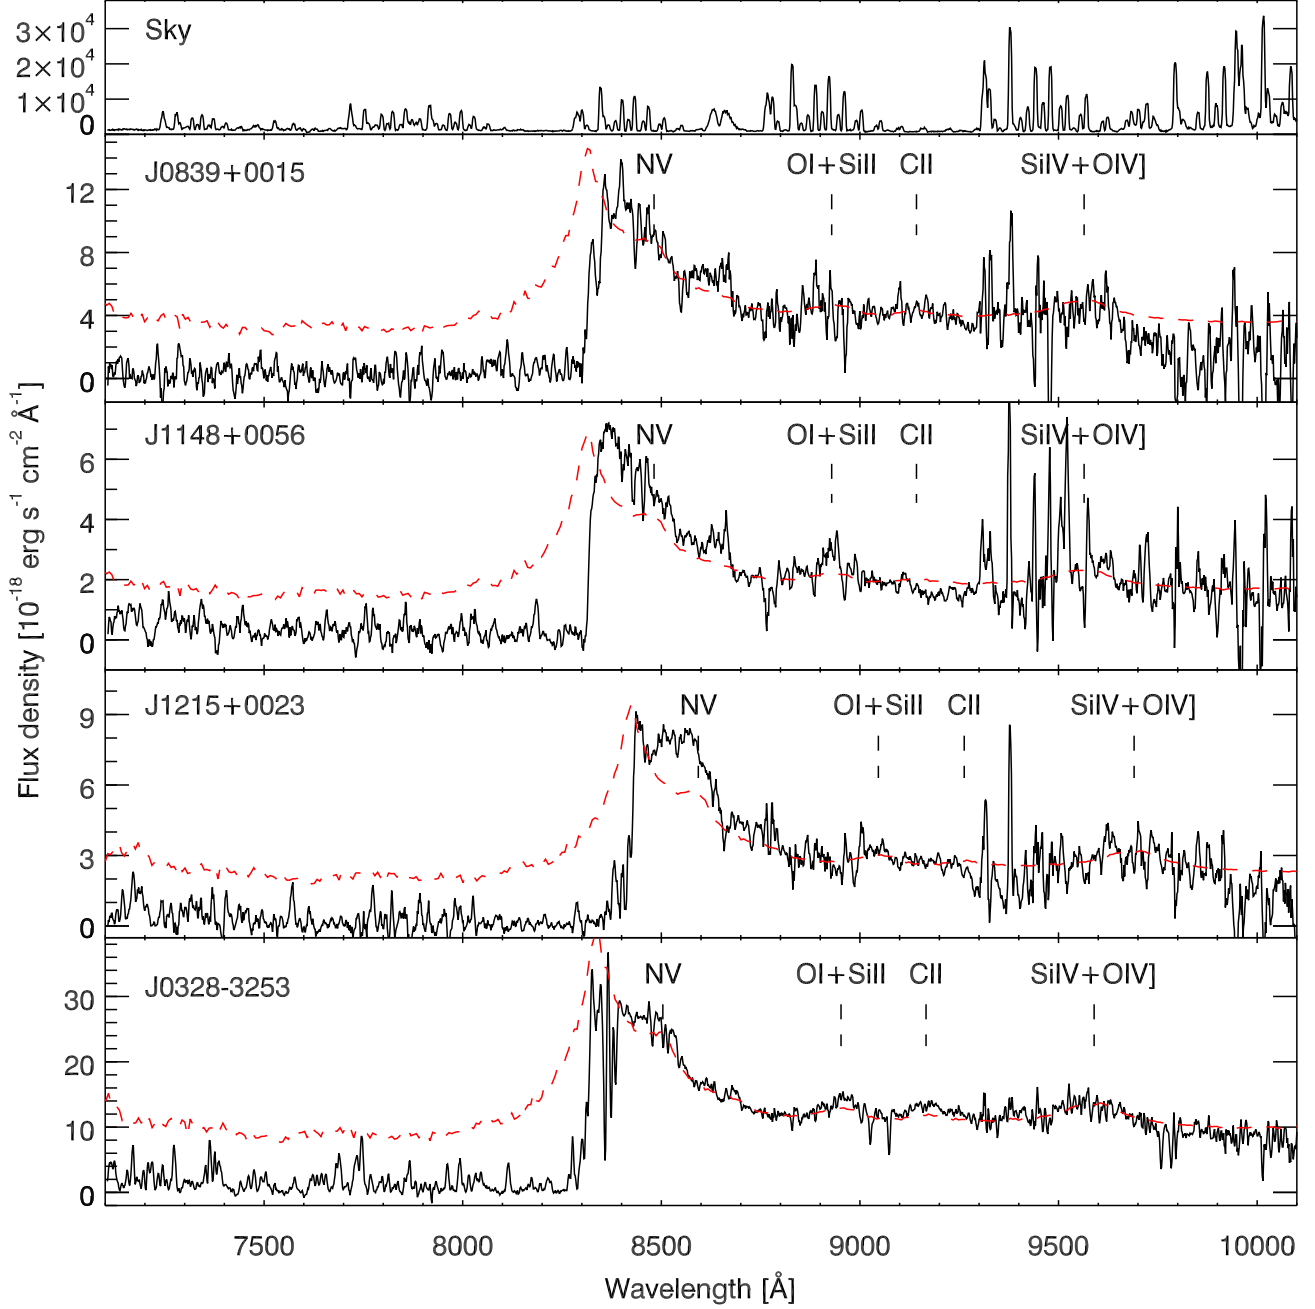 Sky
3×10⁴
2×10⁴
1×10⁴
0
J0839+0015
NV
OI+SiII
CII
SiIV+OIV]
12
8
4
0
J1148+0056
NV
OI+SiII
CII
SiIV+OIV]
6
4
2
0
J1215+0023
NV
OI+SiII
CII
SiIV+OIV]
9
6
3
0
J0328-3253
NV
OI+SiII
CII
SiIV+OIV]
30
20
10
0
Flux density [10⁻¹⁸ erg s⁻¹ cm⁻² Å⁻¹]
7500 8000 8500 9000 9500 10000
Wavelength [Å]